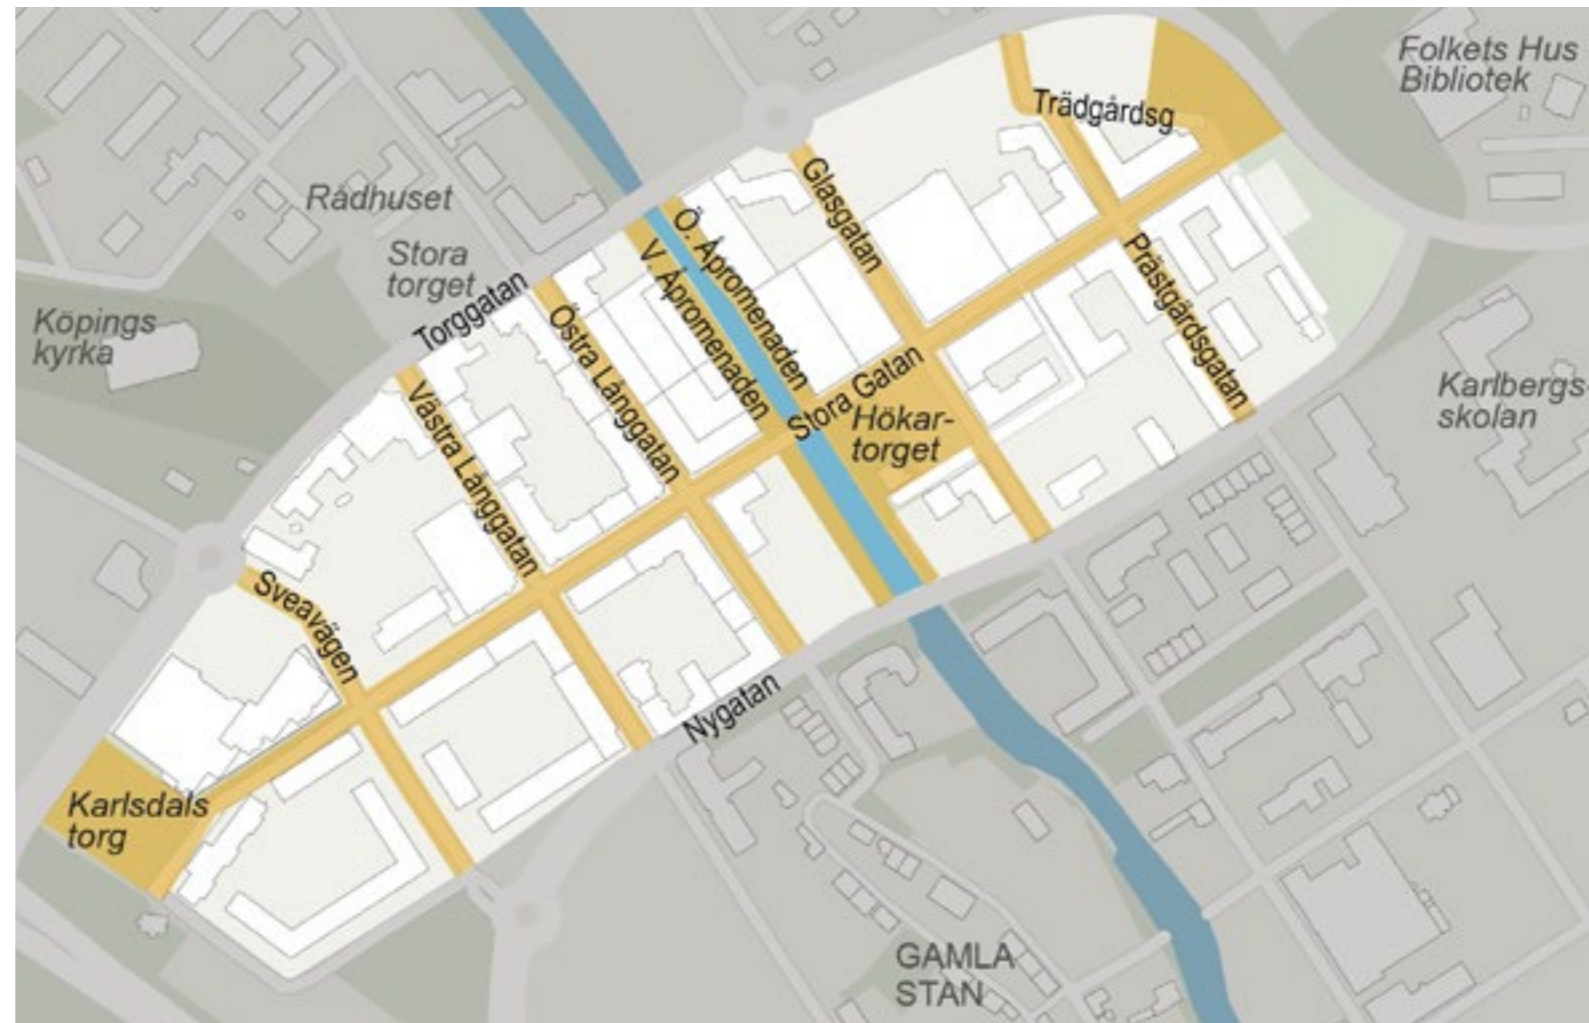 Folkets Hus
Bibliotek
Trädgårdsg
Rådhuset
Stora
torget
Torggatan
Köpings
kyrka
Glasgatan
Ö. Åpromenaden
V. Åpromenaden
Östra Långgatan
Västra Långgatan
Prästgårdsgatan
Stora Gatan
Hökar-
torget
Karlbergs-
skolan
Sveavägen
Nygatan
Karlsdals
torg
GAMLA
STAN